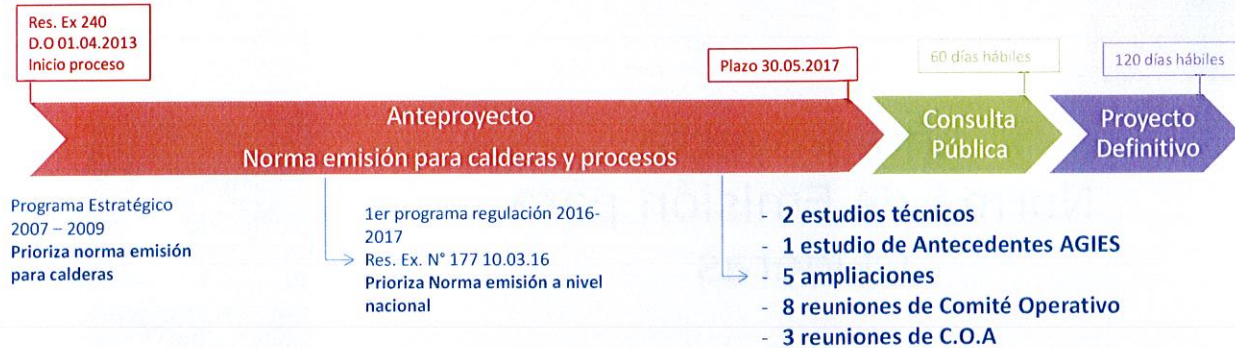 Res. Ex 240
D.O 01.04.2013
Inicio proceso
Plazo 30.05.2017
60 días hábiles
120 días hábiles
Anteproyecto
Norma emisión para calderas y procesos
Consulta
Pública
Proyecto
Definitivo
Programa Estratégico
2007 – 2009
Prioriza norma emisión
para calderas
1er programa regulación 2016-
2017
Res. Ex. N° 177 10.03.16
Prioriza Norma emisión a nivel
nacional
- 2 estudios técnicos
- 1 estudio de Antecedentes AGIES
- 5 ampliaciones
- 8 reuniones de Comité Operativo
- 3 reuniones de C.O.A